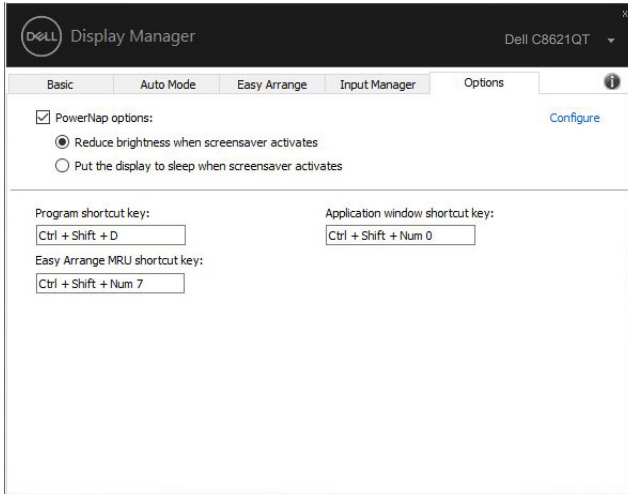 x
DELL Display Manager
Dell C8621QT
Basic Auto Mode Easy Arrange Input Manager Options i
PowerNap options: Configure
Reduce brightness when screensaver activates
Put the display to sleep when screensaver activates
Program shortcut key: Application window shortcut key:
Ctrl + Shift + D Ctrl + Shift + Num 0
Easy Arrange MRU shortcut key:
Ctrl + Shift + Num 7